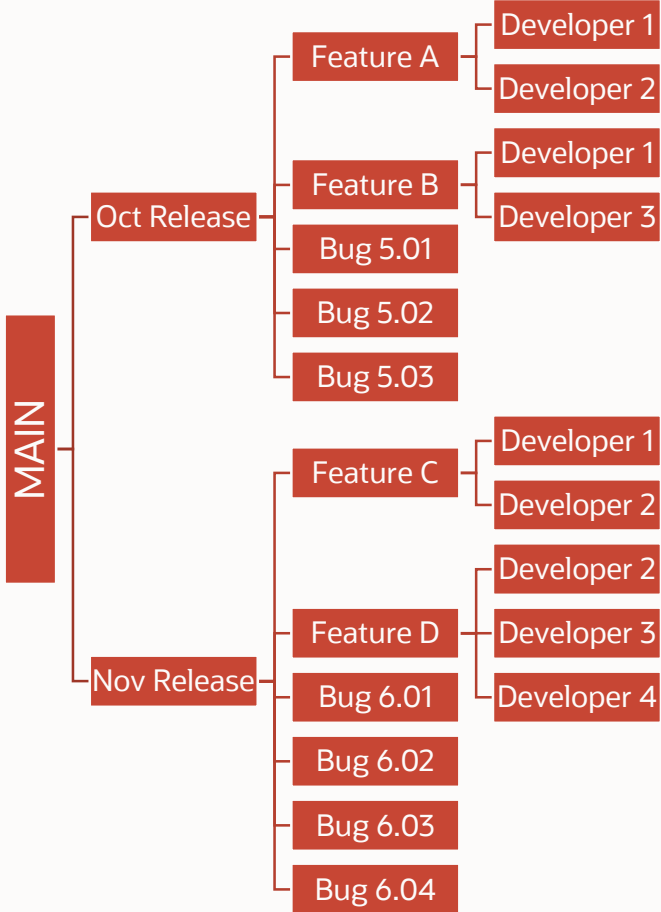 MAIN
Oct Release
Feature A
Developer 1
Developer 2
Feature B
Developer 1
Developer 3
Bug 5.01
Bug 5.02
Bug 5.03
Nov Release
Feature C
Developer 1
Developer 2
Feature D
Developer 2
Developer 3
Developer 4
Bug 6.01
Bug 6.02
Bug 6.03
Bug 6.04